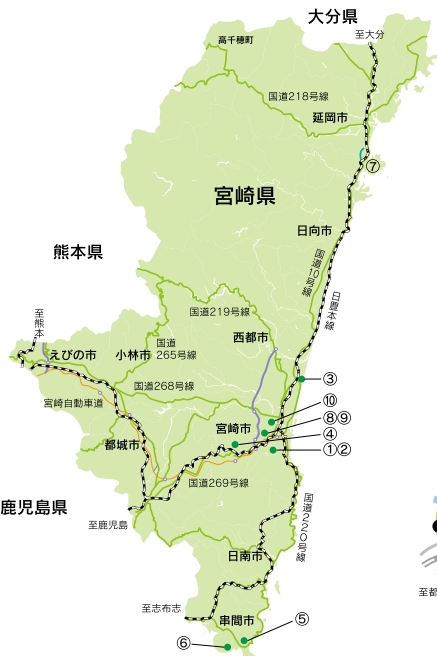 大分県
至大分
高千穂町
国道218号線
延岡市
⑦
宮崎県
日向市
国道10号線
日豊本線
熊本県
至熊本
国道219号線
西都市
国道
265号線
えびの市
小林市
③
国道268号線
宮崎自動車道
⑩
宮崎市
⑧⑨
④
都城市
①②
国道269号線
鹿児島県
至鹿児島
国道220号線
日南市
至都
至志布志
串間市
⑤
⑥